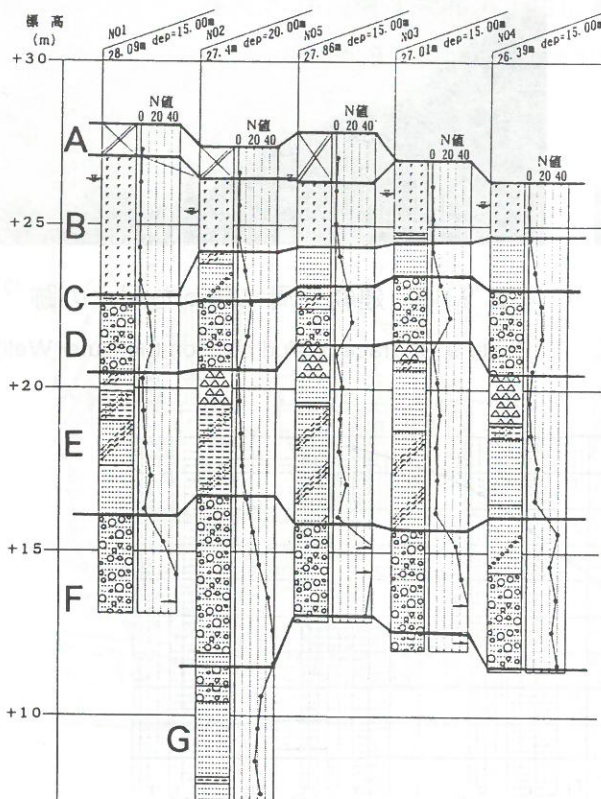 標高
(m)
NO1
28.09m dep=15.00m
NO2
27.4m dep=20.00m
NO5
27.86m dep=15.00m
NO3
27.01m dep=15.00m
NO4
26.39m dep=15.00m
+30
N値
0 20 40
N値
0 20 40
N値
0 20 40
N値
0 20 40
N値
0 20 40
A
+25
B
C
D
+20
E
+15
F
+10
G